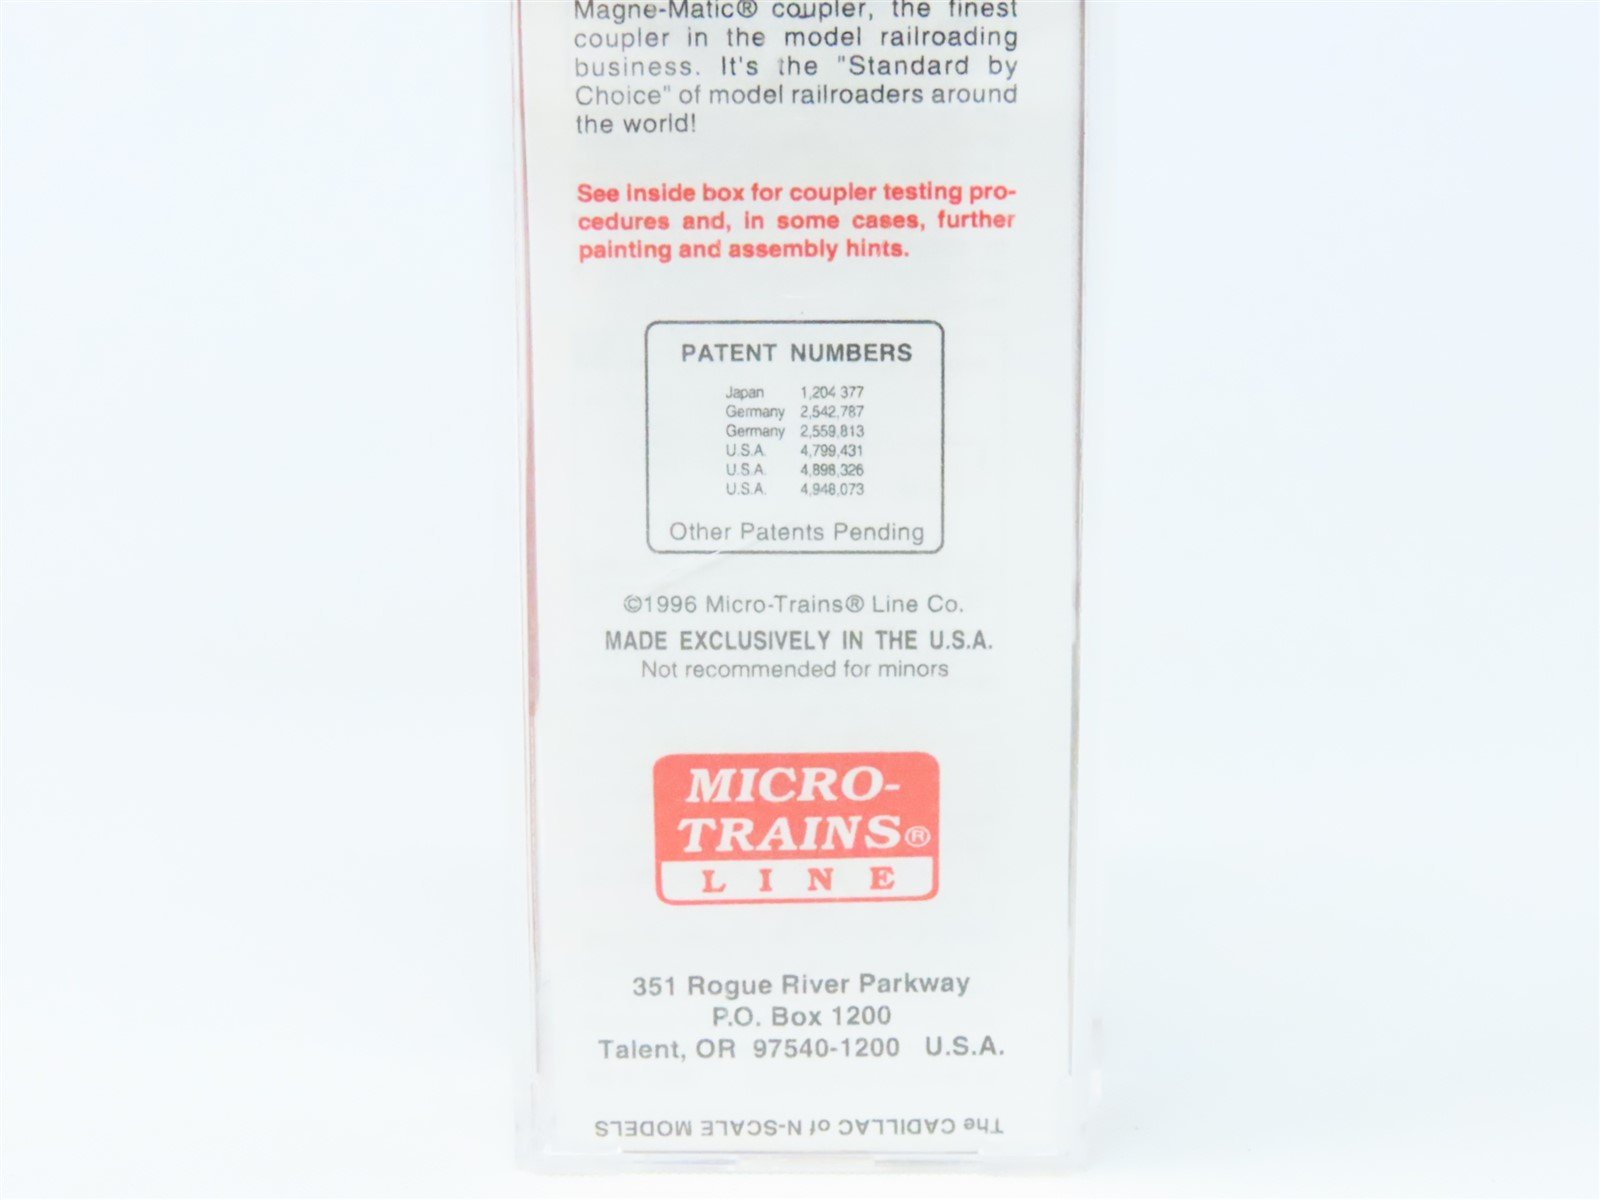 Magne-Matic® coupler, the finest
coupler in the model railroading
business. It's the "Standard by
Choice" of model railroaders around
the world!
See inside box for coupler testing pro-
cedures and, in some cases, further
painting and assembly hints.
PATENT NUMBERS
Japan 1,204 377
Germany 2,542,787
Germany 2,559,813
U.S.A. 4,799,431
U.S.A. 4,898,326
U.S.A. 4,948,073
Other Patents Pending
©1996 Micro-Trains® Line Co.
MADE EXCLUSIVELY IN THE U.S.A.
Not recommended for minors
MICRO-
TRAINS®
LINE
351 Rogue River Parkway
P.O. Box 1200
Talent, OR 97540-1200 U.S.A.
The CADILLAC of N-SCALE MODELS